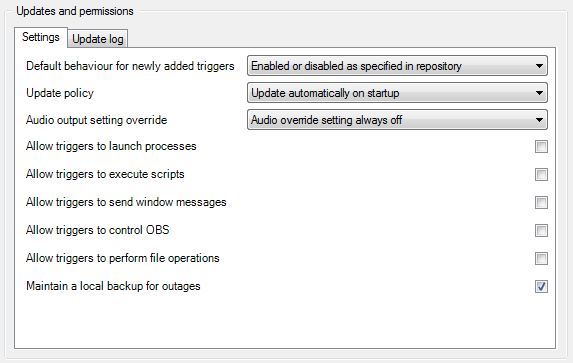 Updates and permissions
Settings
Update log
Default behaviour for newly added triggers
Enabled or disabled as specified in repository
Update policy
Update automatically on startup
Audio output setting override
Audio override setting always off
Allow triggers to launch processes
Allow triggers to execute scripts
Allow triggers to send window messages
Allow triggers to control OBS
Allow triggers to perform file operations
Maintain a local backup for outages